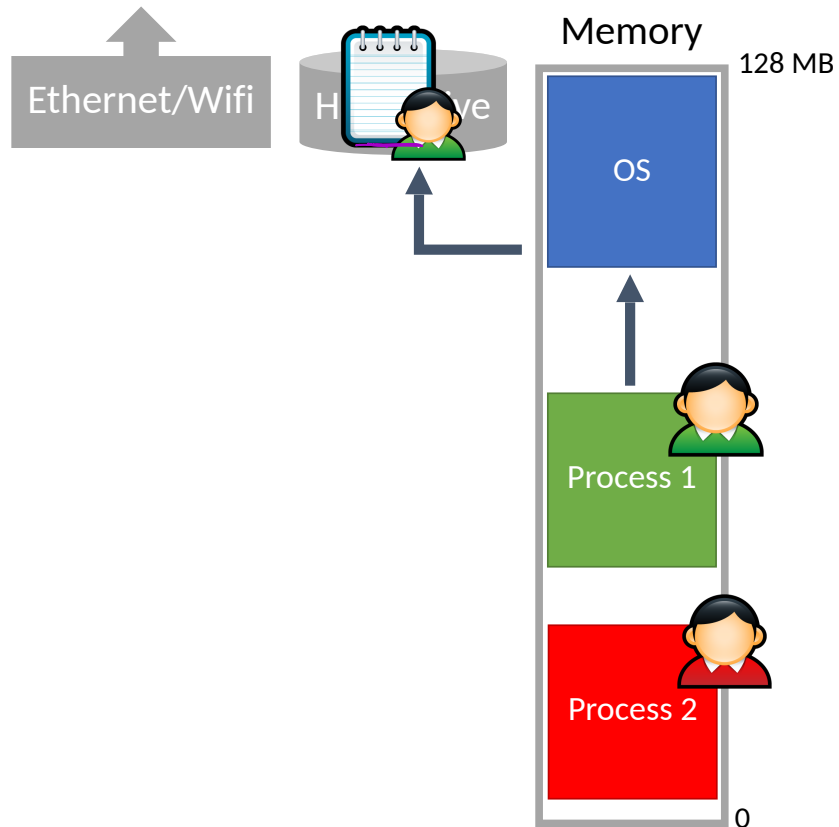 Memory
128 MB
Ethernet/Wifi
OS
Process 1
Process 2
0